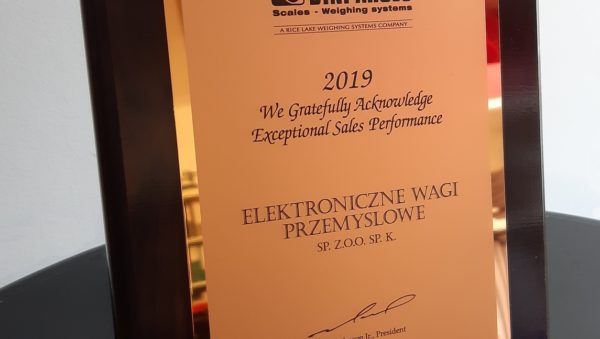 Scales - Weighing systems
A RICE LAKE WEIGHING SYSTEMS COMPANY
2019
We Gratefully Acknowledge
Exceptional Sales Performance
ELEKTRONICZNE WAGI
PRZEMYSLOWE
SP. Z.O.O. SP. K.
Jr., President